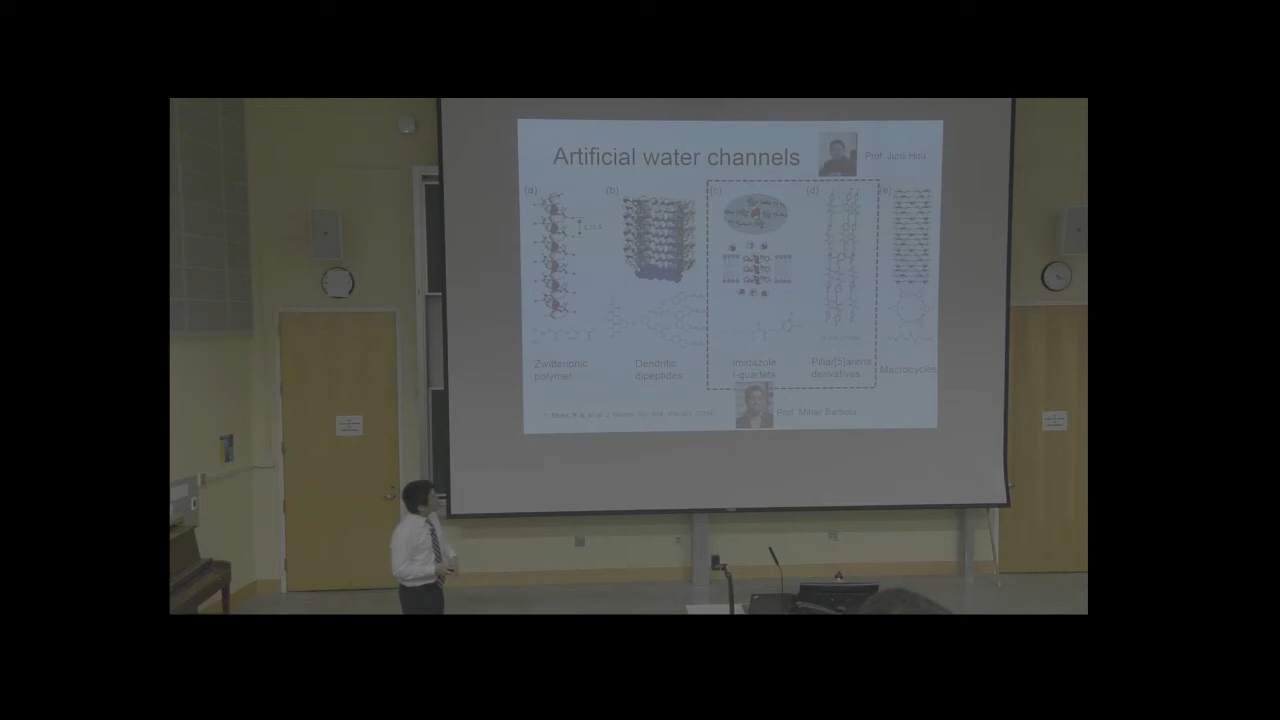 Artificial water channels
Prof. Junli Hou
(a)
(b)
(c)
(d)
(e)
Zwitterionic
polymer
Dendritic
dipeptides
Imidazole
I-quartets
Pillar[5]arene
derivatives
Macrocycles
Prof. Mihail Barboiu